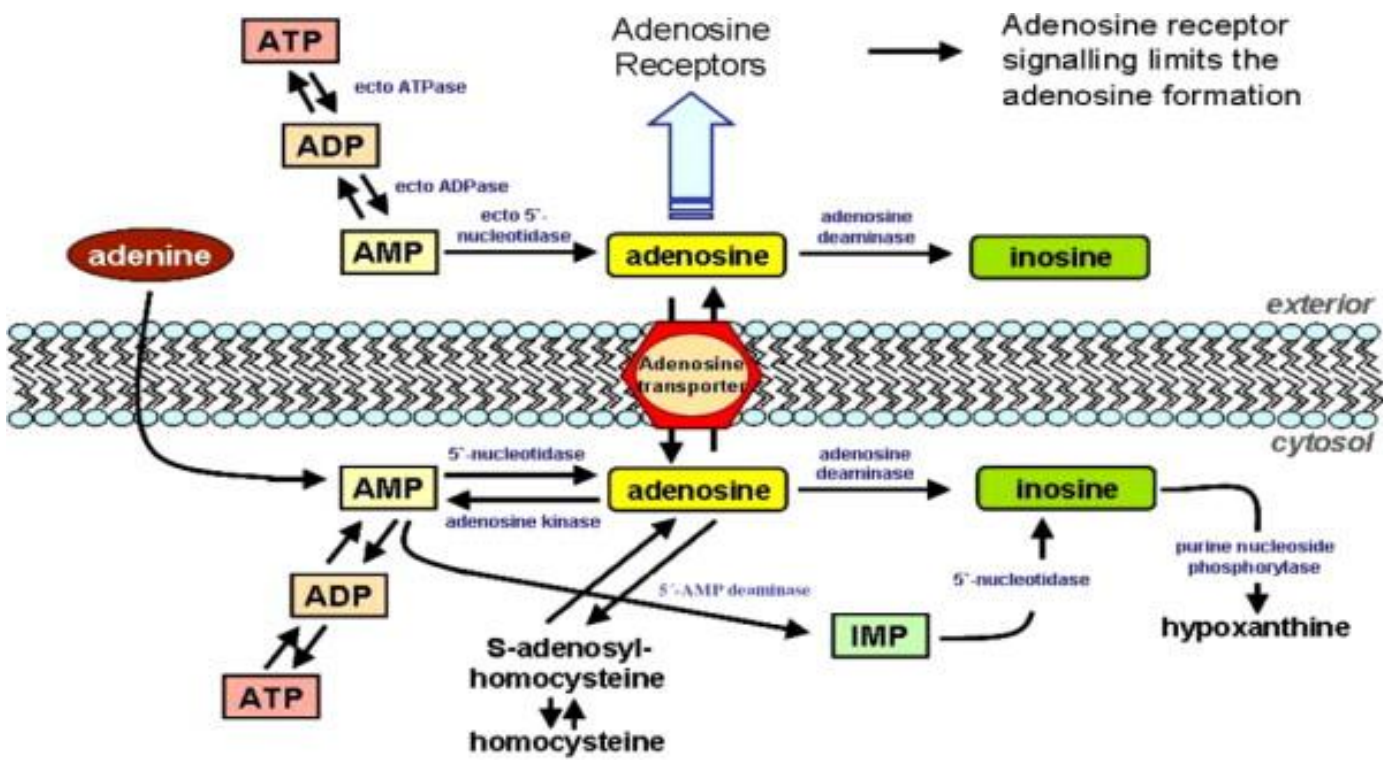 ATP
ecto ATPase
ADP
ecto ADPase
AMP
ecto 5`-
nucleotidase
Adenosine
Receptors
Adenosine receptor
signalling limits the
adenosine formation
adenine
adenosine
adenosine
deaminase
inosine
exterior
Adenosine
transporter
cytosol
AMP
5`-nucleotidase
adenosine kinase
adenosine
adenosine
deaminase
inosine
purine nucleoside
phosphorylase
hypoxanthine
ADP
ATP
5´-AMP deaminase
IMP
5`-nucleotidase
S-adenosyl-
homocysteine
homocysteine